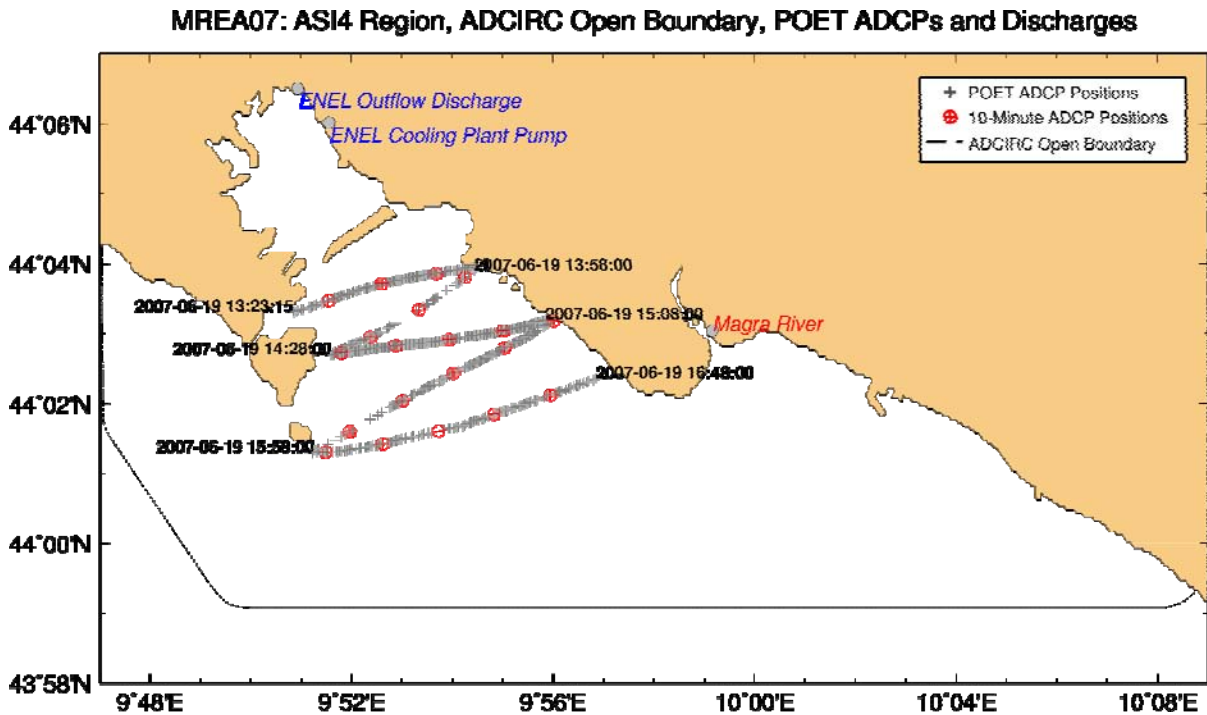 MREA07: ASI4 Region, ADCIRC Open Boundary, POET ADCPs and Discharges
POET ADCP Positions
10-Minute ADCP Positions
ADCIRC Open Boundary
ENEL Outflow Discharge
ENEL Cooling Plant Pump
44°06'N
44°04'N
2007-06-19 13:58:00
2007-06-19 13:23:15
2007-06-19 15:08:00
Magra River
2007-06-19 14:28:00
2007-06-19 16:48:00
44°02'N
2007-06-19 15:58:00
44°00'N
43°58'N
9°48'E
9°52'E
9°56'E
10°00'E
10°04'E
10°08'E